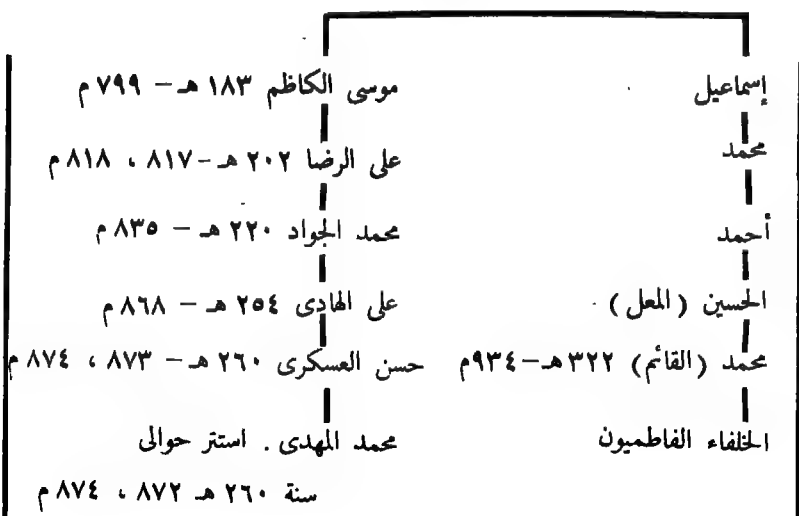 إسماعيل
موسى الكاظم ١٨٣ هـ – ٧٩٩ م
محمد
على الرضا ٢٠٢ هـ – ٨١٧ ، ٨١٨ م
أحمد
محمد الجواد ٢٢٠ هـ – ٨٣٥ م
الحسين (المعل)
على الهادى ٢٥٤ هـ – ٨٦٨ م
محمد (القائم) ٣٢٢ هـ – ٩٣٤ م
حسن العسكرى ٢٦٠ هـ – ٨٧٣ ، ٨٧٤ م
الخلفاء الفاطميون
محمد المهدى . استتر حوالى
سنة ٢٦٠ هـ ٨٧٢ ، ٨٧٤ م